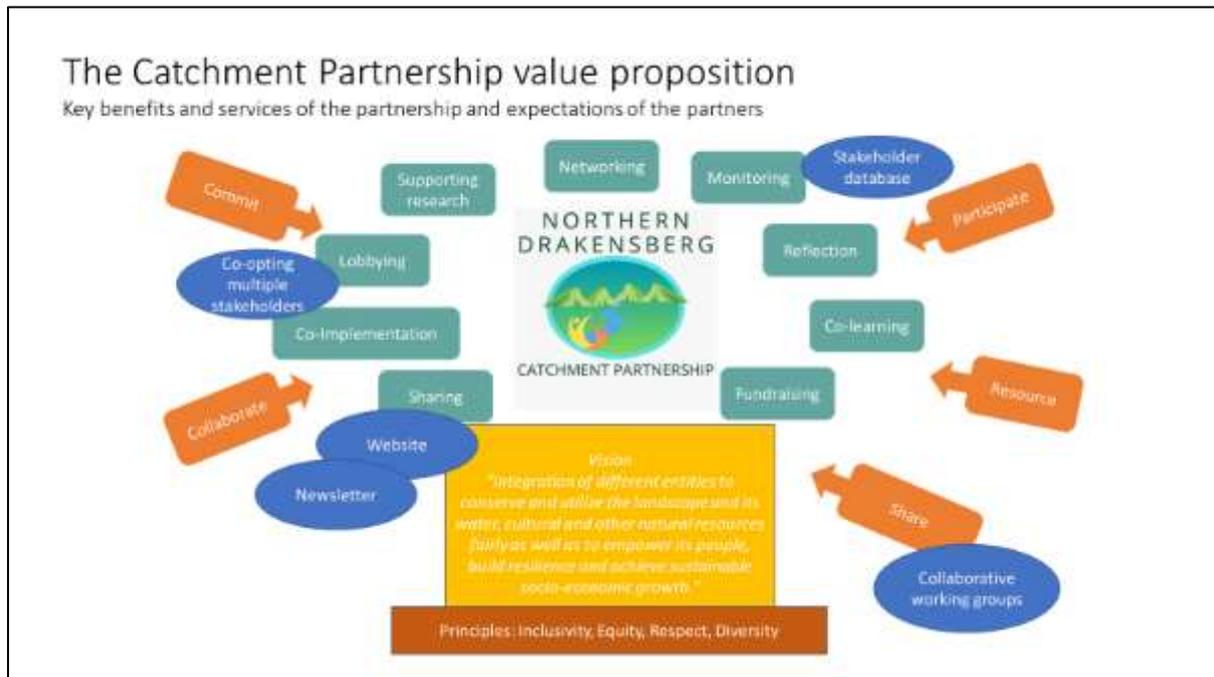 The Catchment Partnership value proposition
Key benefits and services of the partnership and expectations of the partners
Commit
Supporting
research
Networking
Monitoring
Stakeholder
database
Participate
Lobbying
Co-opting
multiple
stakeholders
NORTHERN
DRAKENSBERG
CATCHMENT PARTNERSHIP
Reflection
Co-Implementation
Co-learning
Collaborate
Sharing
Fundraising
Resource
Website
Newsletter
Vision
"Integration of different entities to
conserve and utilize the landscape and its
water, cultural and other natural resources
fairly as well as to empower its people,
build resilience and achieve sustainable
socio-economic growth."
Share
Collaborative
working groups
Principles: Inclusivity, Equity, Respect, Diversity